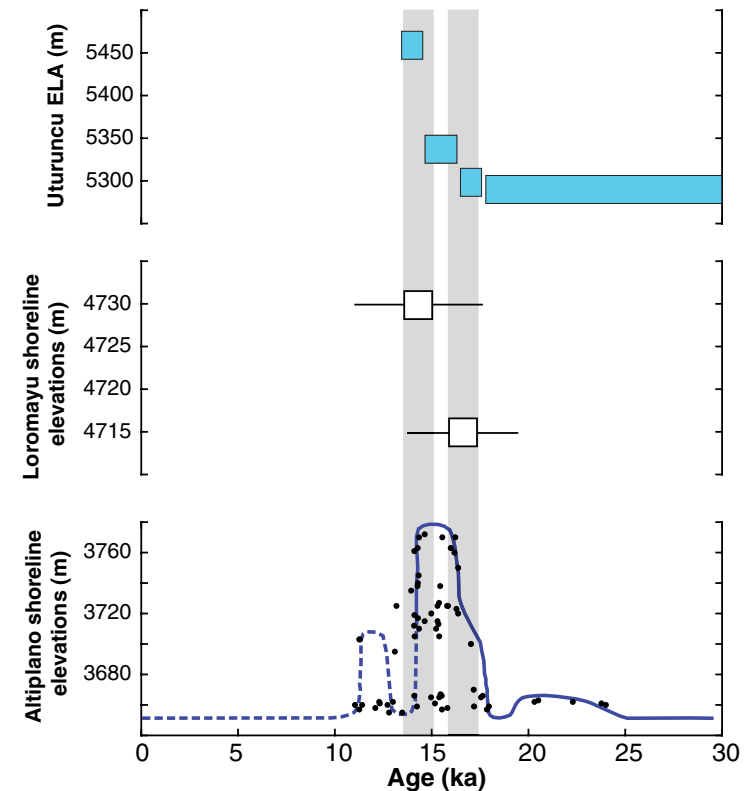 Uturuncu ELA (m)
5450
5400
5350
5300
Loromayu shoreline
elevations (m)
4730
4725
4720
4715
Altiplano shoreline
elevations (m)
3760
3720
3680
0 5 10 15 20 25 30
Age (ka)